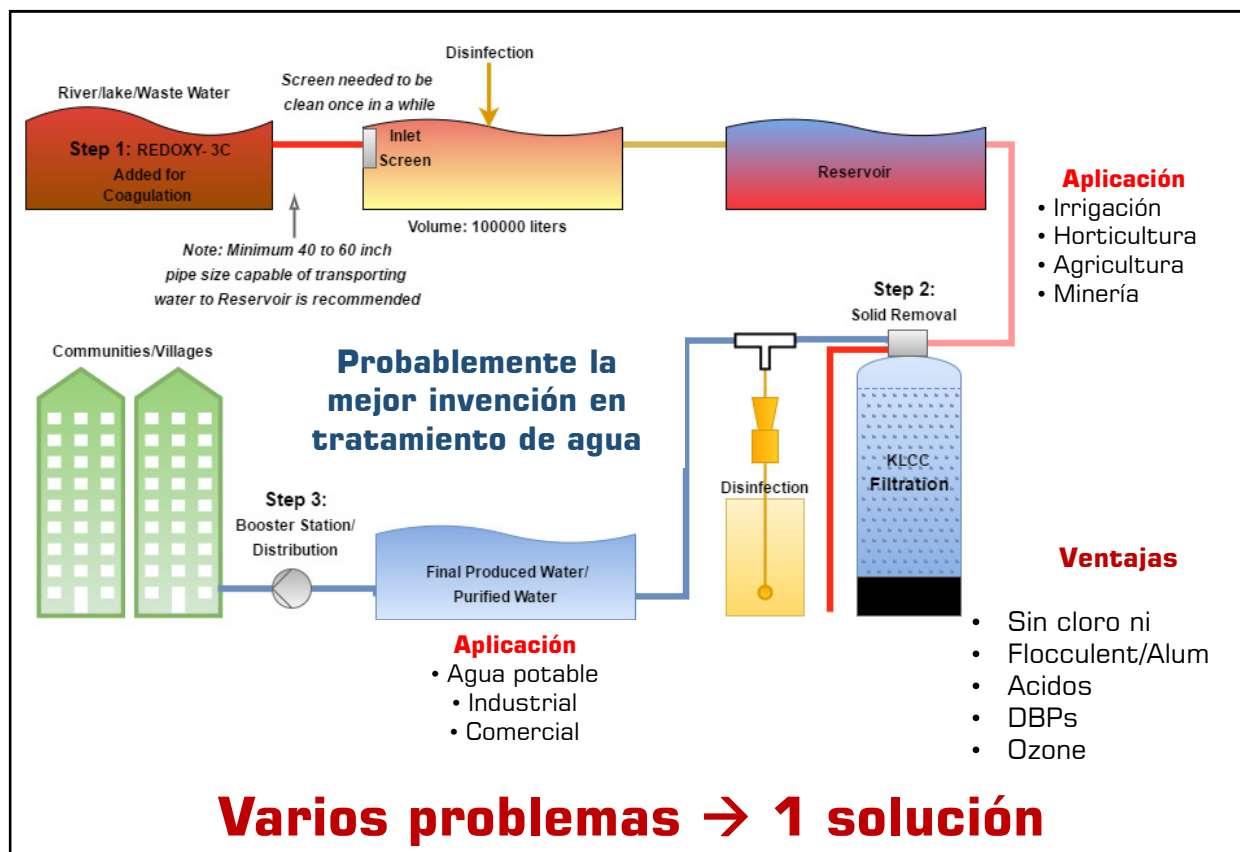 Disinfection
River/lake/Waste Water
Screen needed to be
clean once in a while
Step 1: REDOXY- 3C
Added for
Coagulation
Inlet
Screen
Reservoir
Volume: 100000 liters
Note: Minimum 40 to 60 inch
pipe size capable of transporting
water to Reservoir is recommended
Aplicación
• Irrigación
• Horticultura
• Agricultura
• Minería
Step 2:
Solid Removal
Communities/Villages
Probablemente la
mejor invención en
tratamiento de agua
KLCC
Filtration
Disinfection
Step 3:
Booster Station/
Distribution
Final Produced Water/
Purified Water
Aplicación
• Agua potable
• Industrial
• Comercial
Ventajas
• Sin cloro ni
• Flocculent/Alum
• Acidos
• DBPs
• Ozone
Varios problemas → 1 solución